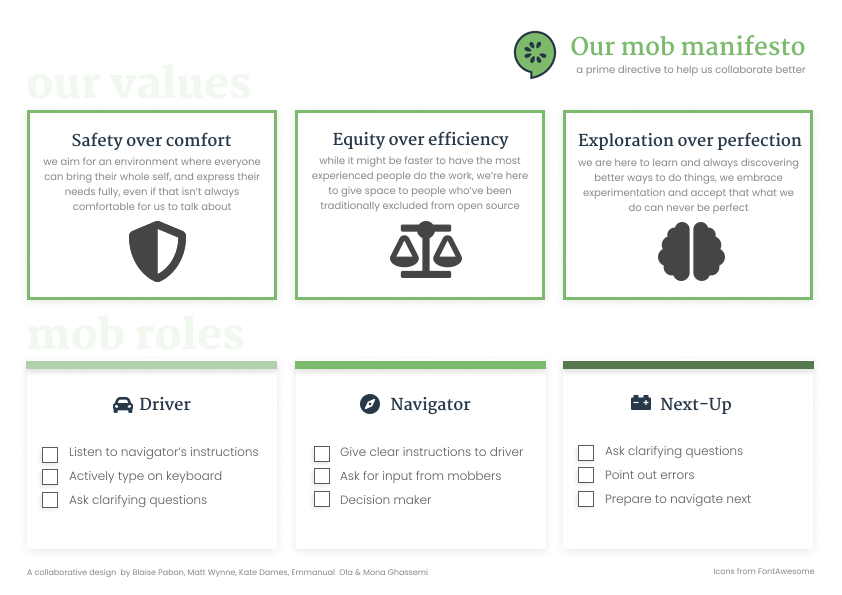 Our mob manifesto
a prime directive to help us collaborate better
our values
Safety over comfort
we aim for an environment where everyone
can bring their whole self, and express their
needs fully, even if that isn't always
comfortable for us to talk about
Equity over efficiency
while it might be faster to have the most
experienced people do the work, we're here
to give space to people who've been
traditionally excluded from open source
Exploration over perfection
we are here to learn and always discovering
better ways to do things, we embrace
experimentation and accept that what we
do can never be perfect
mob roles
Driver
Listen to navigator's instructions
Actively type on keyboard
Ask clarifying questions
Navigator
Give clear instructions to driver
Ask for input from mobbers
Decision maker
Next-Up
Ask clarifying questions
Point out errors
Prepare to navigate next
A collaborative design by Blaise Pabon, Matt Wynne, Kate Dames, Emmanual Ola & Mona Ghassemi
Icons from FontAwesome